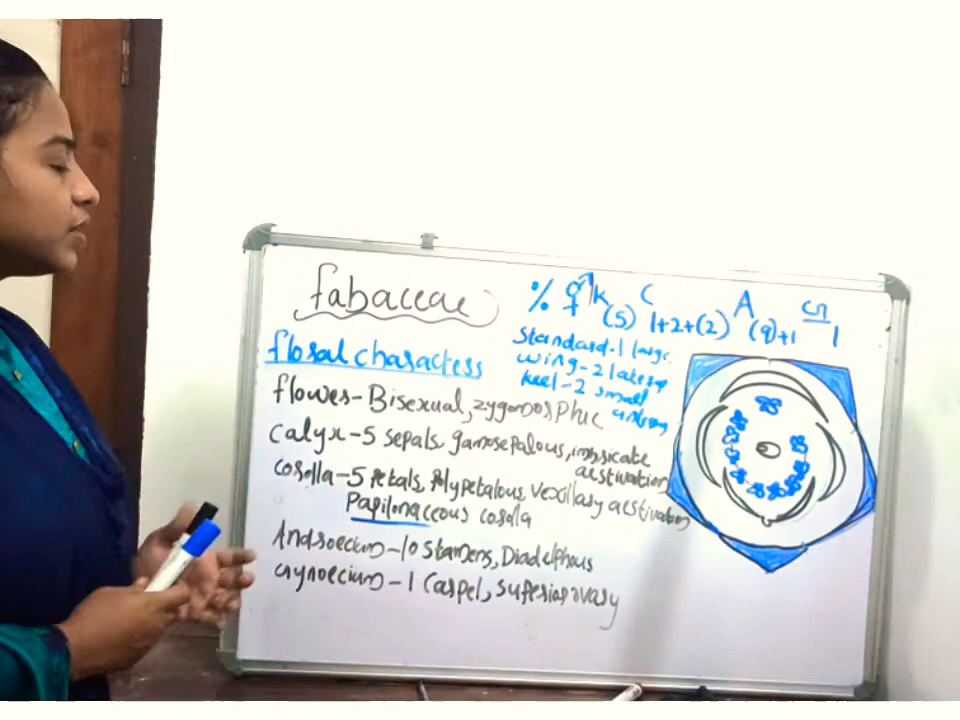 fabaceae
% ⚥ K(5) C1+2+(2) A(9)+1 G1
Standard-1 large
wing-2 lateral
keel-2 small
floral characters
flower-Bisexual, zygomorphic
calyx-5 sepals, gamosepalous, imbricate
aestivation
corolla-5 petals, Polypetalous, Vexillary aestivation
Papilonaceous corolla
Androecium-10 stamens, Diadelphous
Gynoecium-1 Carpel, superior ovary